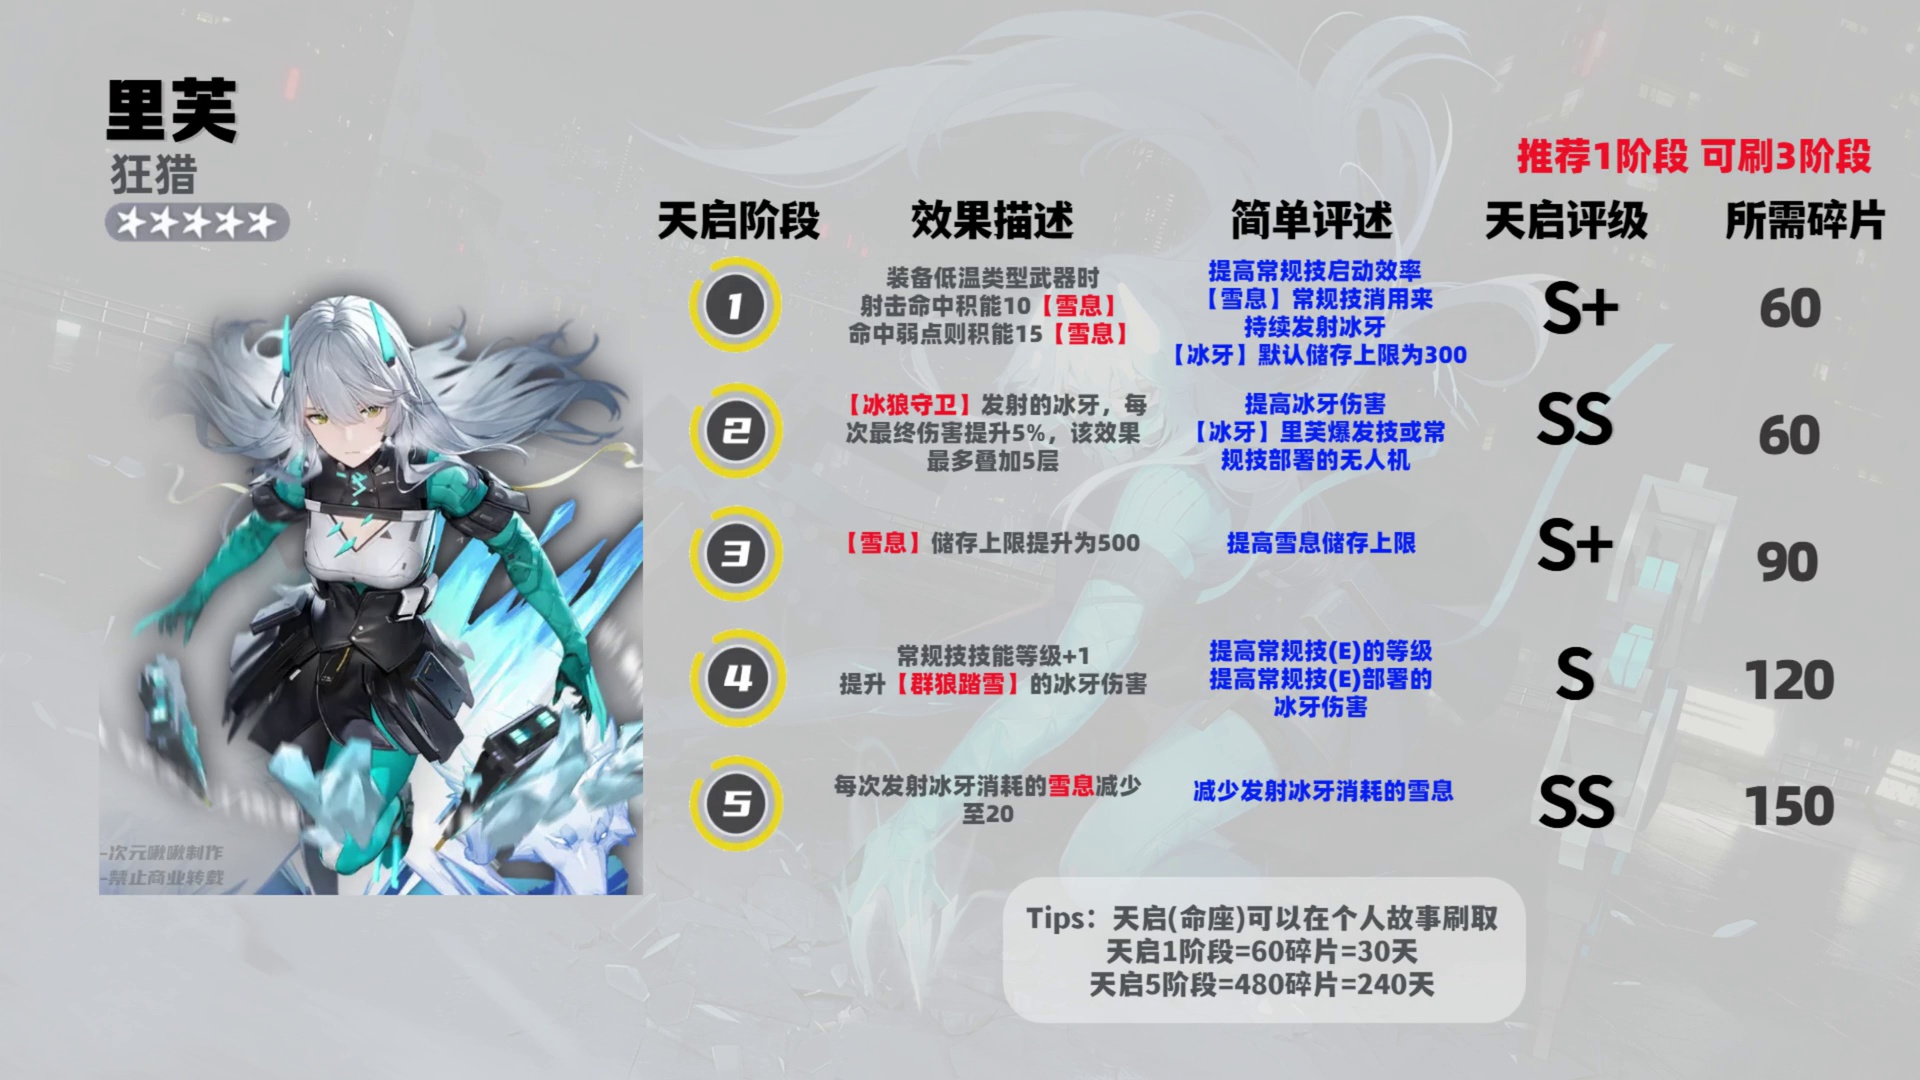 里芙
狂猎
推荐1阶段 可刷3阶段
天启阶段 效果描述 简单评述 天启评级 所需碎片
1
装备低温类型武器时
射击命中积能10【雪息】
命中弱点则积能15【雪息】
提高常规技启动效率
【雪息】常规技消用来
持续发射冰牙
【冰牙】默认储存上限为300
S+
60
2
【冰狼守卫】发射的冰牙，每
次最终伤害提升5%，该效果
最多叠加5层
提高冰牙伤害
【冰牙】里芙爆发技或常
规技部署的无人机
SS
60
3
【雪息】储存上限提升为500
提高雪息储存上限
S+
90
4
常规技技能等级+1
提升【群狼踏雪】的冰牙伤害
提高常规技(E)的等级
提高常规技(E)部署的
冰牙伤害
S
120
5
每次发射冰牙消耗的雪息减少
至20
减少发射冰牙消耗的雪息
SS
150
-次元啾啾制作
-禁止商业转载
Tips：天启(命座)可以在个人故事刷取
天启1阶段=60碎片=30天
天启5阶段=480碎片=240天